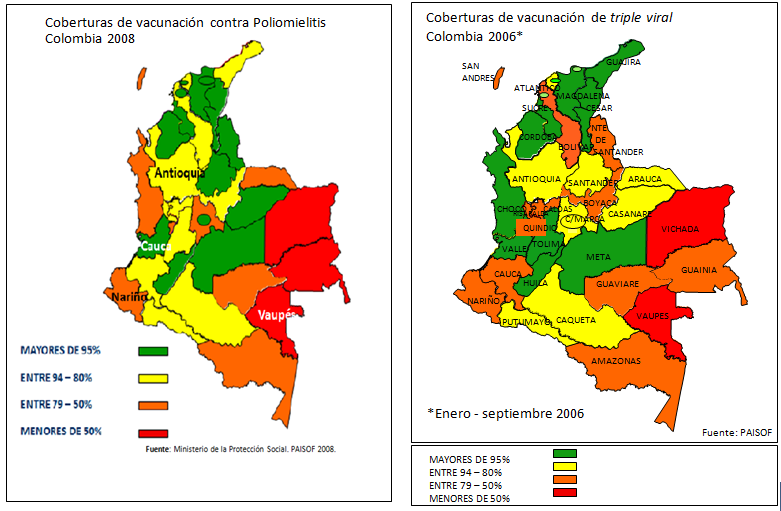 Coberturas de vacunación contra Poliomielitis
Colombia 2008
Antioquia
Cauca
Nariño
Vaupés
MAYORES DE 95%
ENTRE 94 – 80%
ENTRE 79 – 50%
MENORES DE 50%
Fuente: Ministerio de la Protección Social. PAISOF 2008.
Coberturas de vacunación de triple viral
Colombia 2006*
SAN
ANDRES
GUAJIRA
ATLANTICO
MAGDALENA
SUCRE
CESAR
CORDOBA
BOLIVAR
NTE
DE
SANTANDER
ANTIOQUIA
SANTANDER
ARAUCA
CHOCO
CALDAS
BOYACA
CASANARE
C/MARCA
QUINDIO
VICHADA
VALLE
TOLIMA
META
CAUCA
HUILA
GUAVIARE
GUAINIA
NARIÑO
PUTUMAYO
CAQUETA
VAUPES
AMAZONAS
*Enero - septiembre 2006
Fuente: PAISOF
MAYORES DE 95%
ENTRE 94 – 80%
ENTRE 79 – 50%
MENORES DE 50%